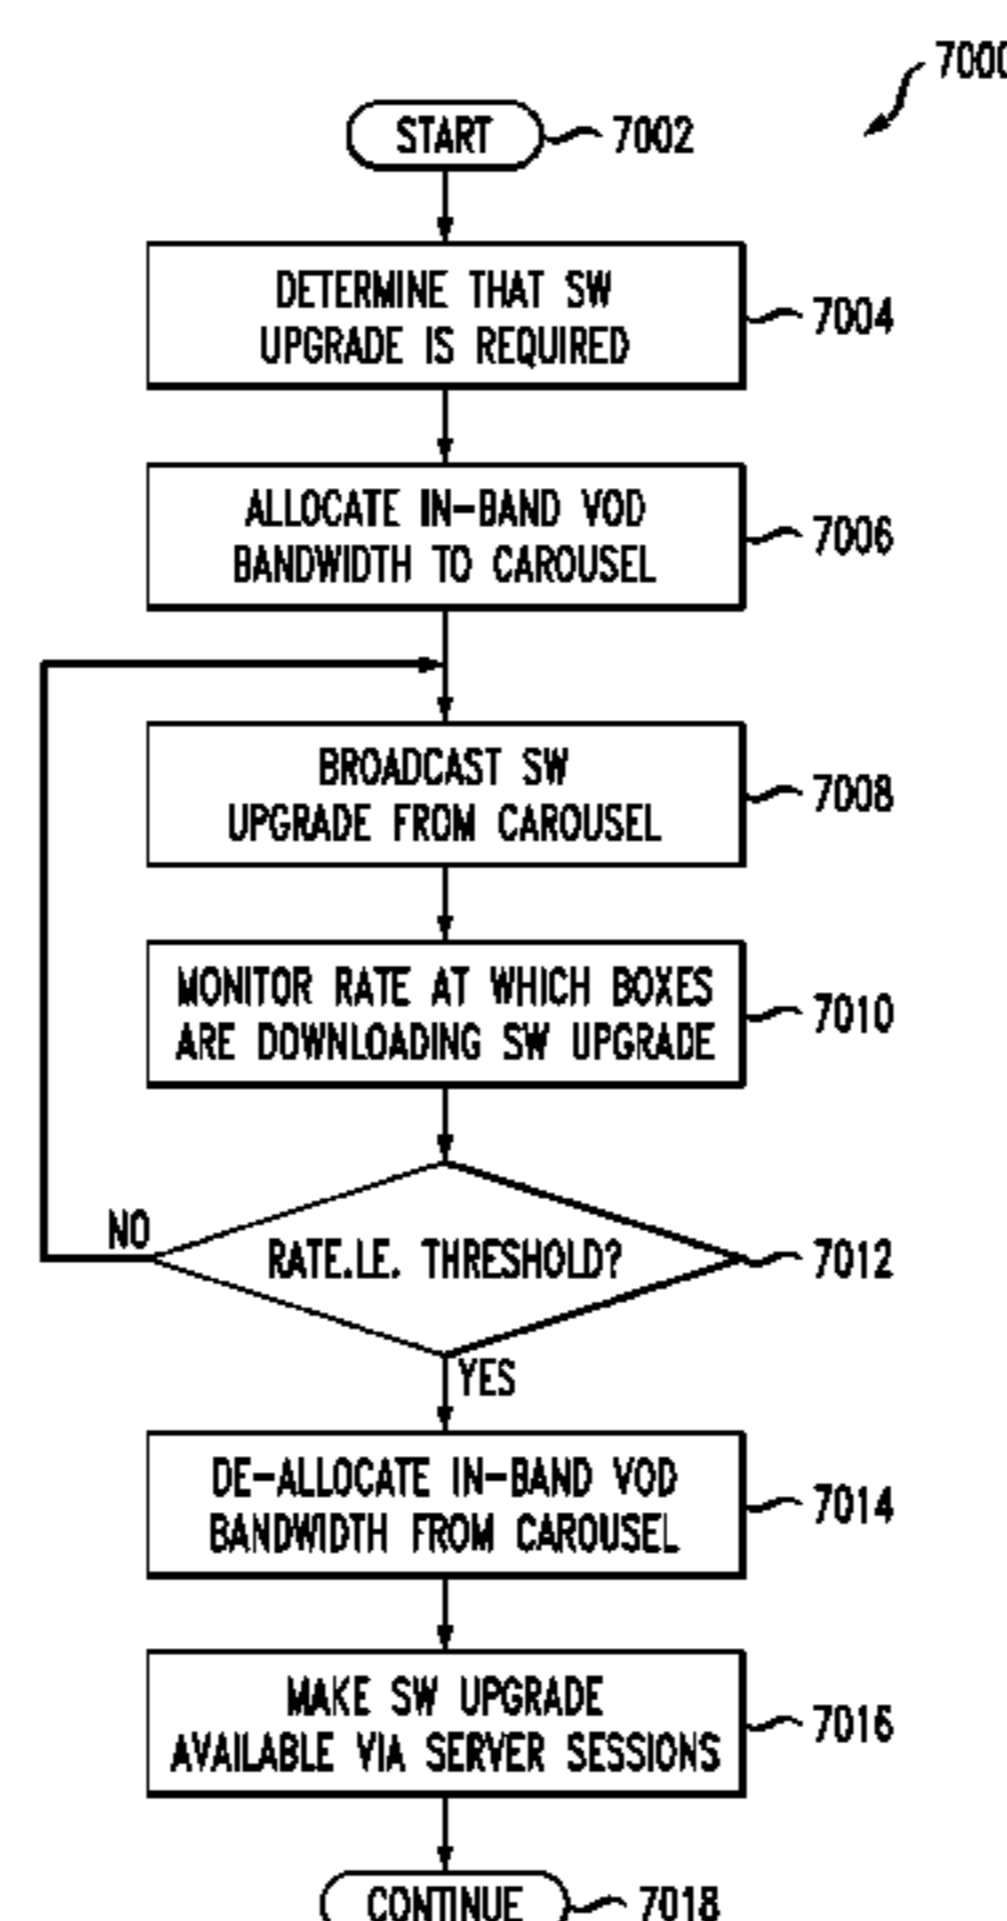 7000
START
7002
DETERMINE THAT SW
UPGRADE IS REQUIRED
7004
ALLOCATE IN-BAND VOD
BANDWIDTH TO CAROUSEL
7006
BROADCAST SW
UPGRADE FROM CAROUSEL
7008
MONITOR RATE AT WHICH BOXES
ARE DOWNLOADING SW UPGRADE
7010
NO
RATE.LE. THRESHOLD?
7012
YES
DE-ALLOCATE IN-BAND VOD
BANDWIDTH FROM CAROUSEL
7014
MAKE SW UPGRADE
AVAILABLE VIA SERVER SESSIONS
7016
CONTINUE
7018